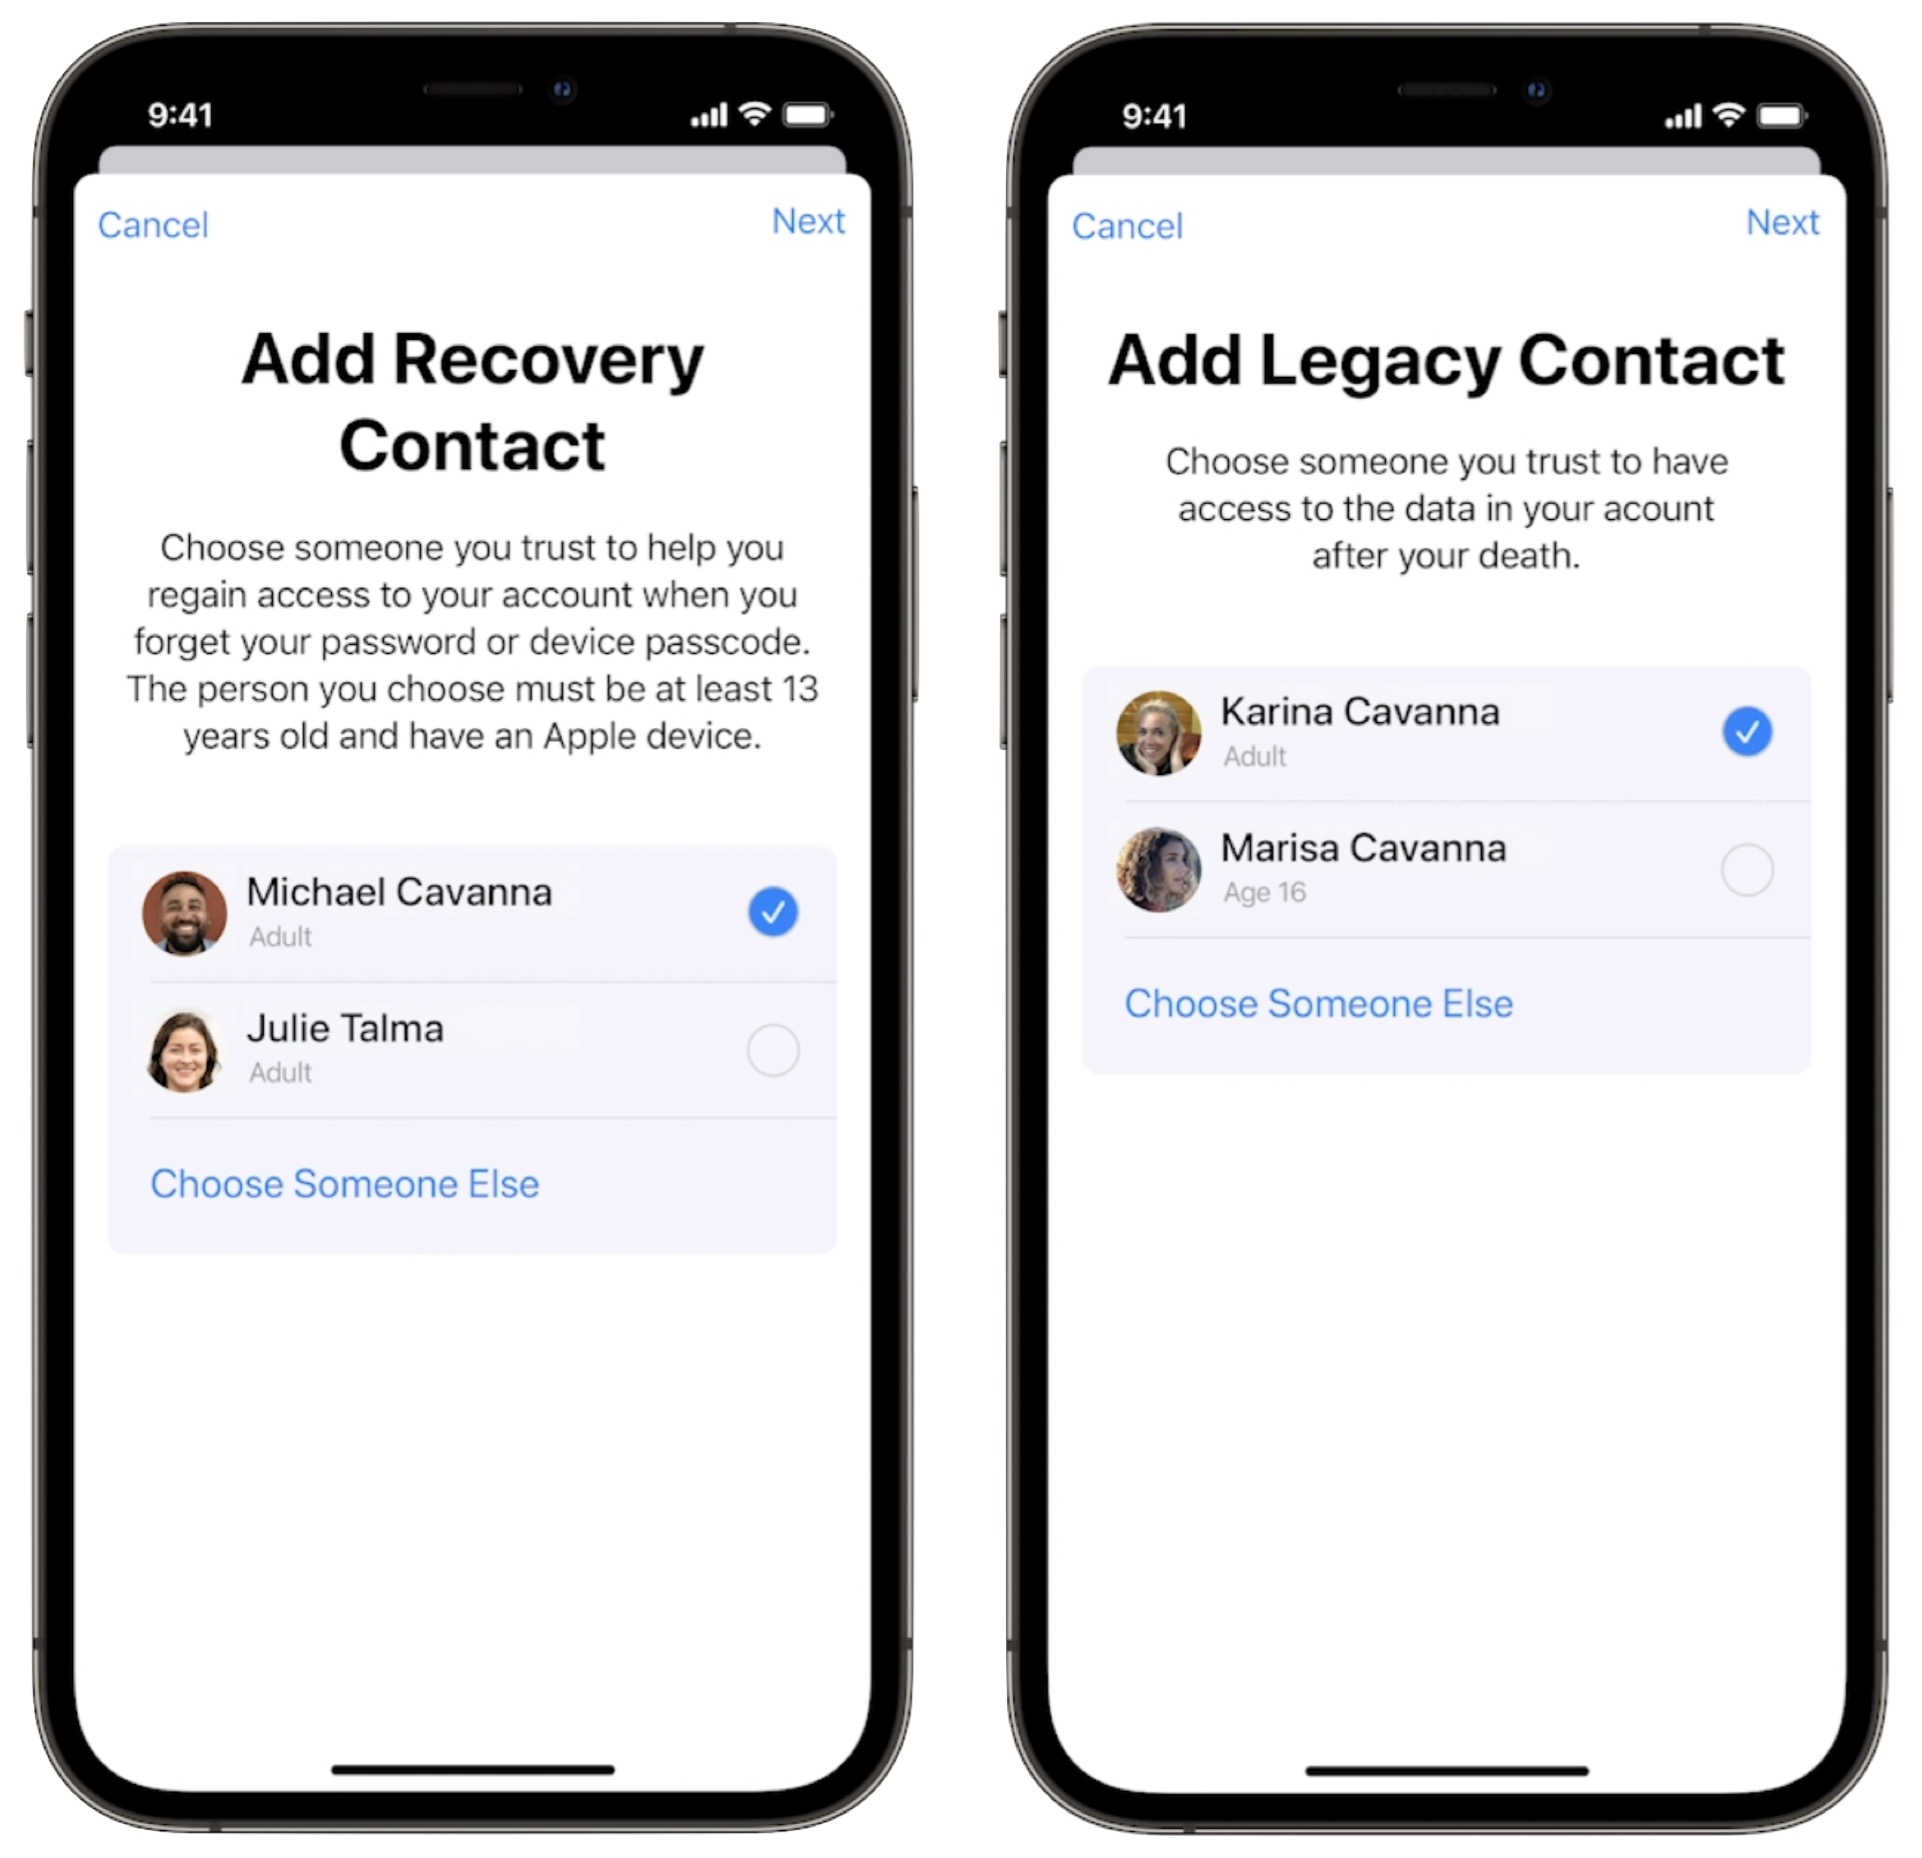 9:41
Cancel
Next
Add Recovery
Contact
Choose someone you trust to help you
regain access to your account when you
forget your password or device passcode.
The person you choose must be at least 13
years old and have an Apple device.
Michael Cavanna
Adult
Julie Talma
Adult
Choose Someone Else
9:41
Cancel
Next
Add Legacy Contact
Choose someone you trust to have
access to the data in your acount
after your death.
Karina Cavanna
Adult
Marisa Cavanna
Age 16
Choose Someone Else